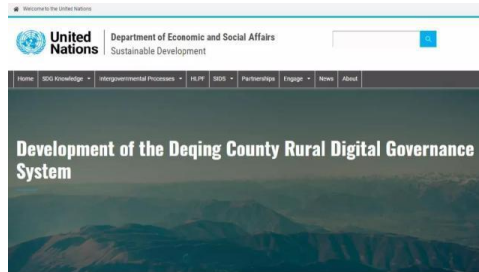 Welcome to the United Nations
United Nations
Department of Economic and Social Affairs
Sustainable Development
Home SDG Knowledge Intergovernmental Processes HLPF SIDS Partnerships Engage News About
Development of the Deqing County Rural Digital Governance
System